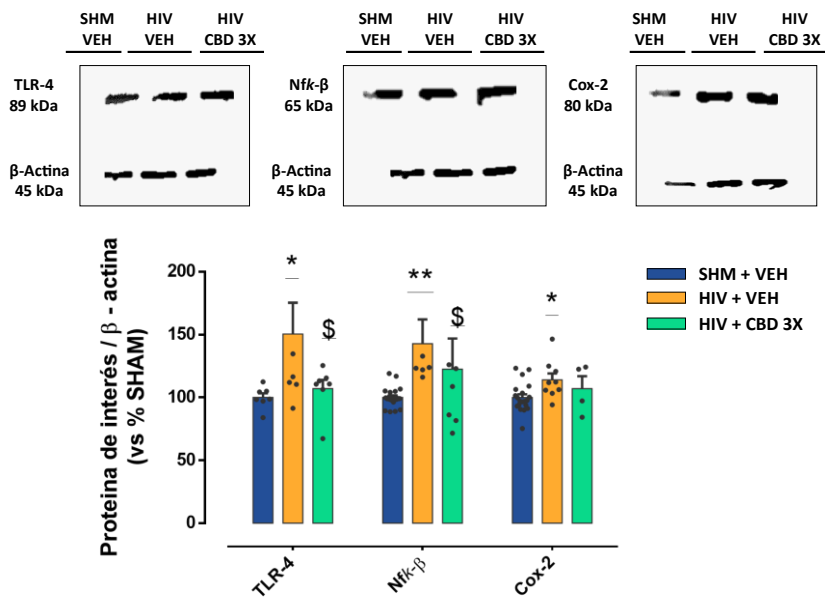 SHM
VEH
HIV
VEH
HIV
CBD 3X
SHM
VEH
HIV
VEH
HIV
CBD 3X
SHM
VEH
HIV
VEH
HIV
CBD 3X
TLR-4
89 kDa
β-Actina
45 kDa
Nfk-β
65 kDa
β-Actina
45 kDa
Cox-2
80 kDa
β-Actina
45 kDa
Proteina de interés / β - actina
(vs % SHAM)
200
150
100
50
0
*
$
**
$
*
TLR-4
Nfk-β
Cox-2
SHM + VEH
HIV + VEH
HIV + CBD 3X